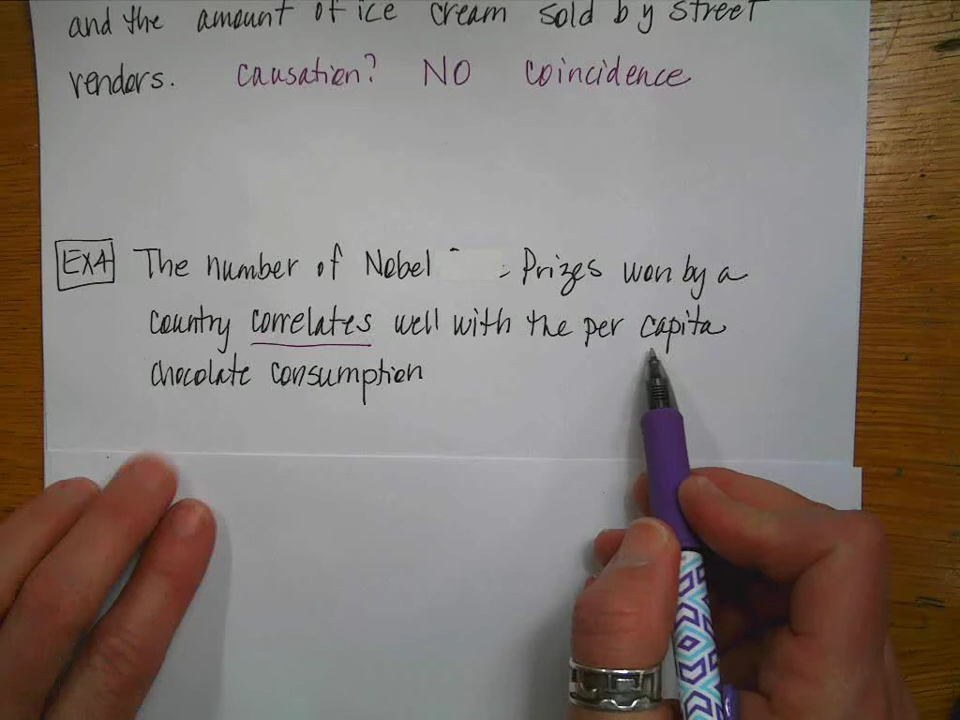 and the amount of ice cream sold by street
vendors. causation? NO coincidence
EX4 The number of Nobel Prizes won by a
country correlates well with the per capita
chocolate consumption